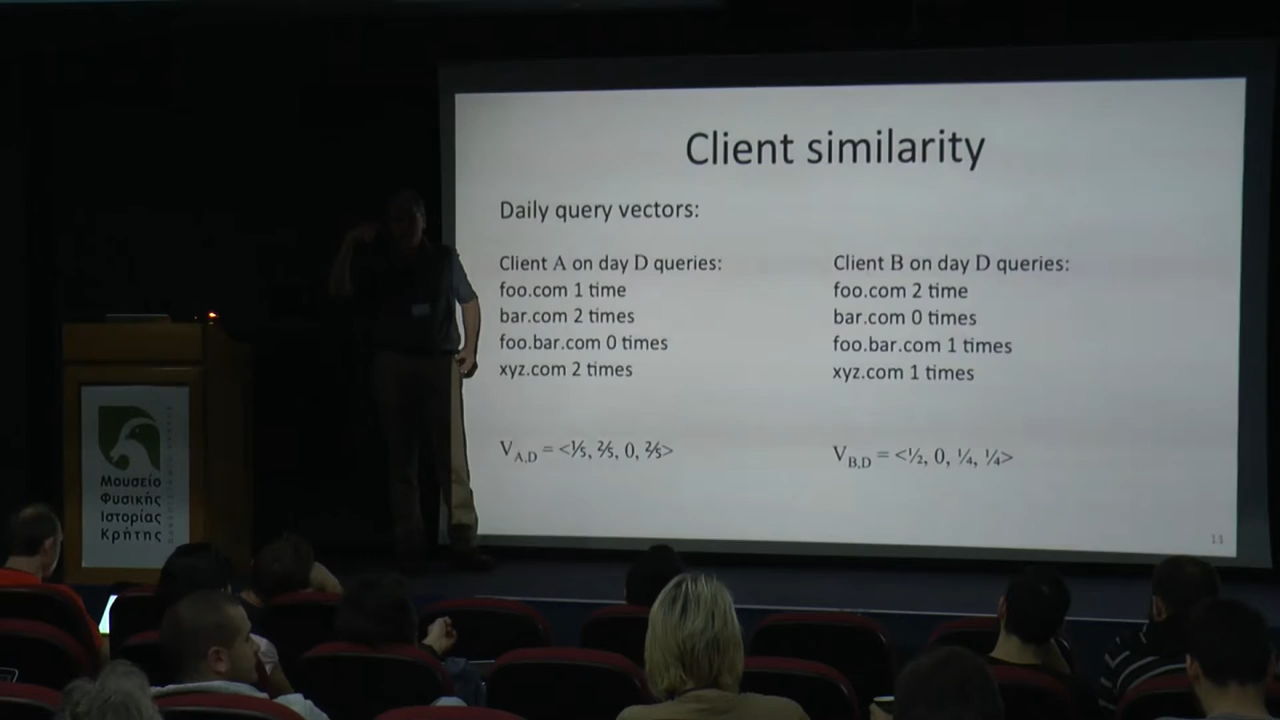 Client similarity
Daily query vectors:
Client A on day D queries:
foo.com 1 time
bar.com 2 times
foo.bar.com 0 times
xyz.com 2 times
V_A,D = <⅕, ⅖, 0, ⅖>
Client B on day D queries:
foo.com 2 time
bar.com 0 times
foo.bar.com 1 times
xyz.com 1 times
V_B,D = <½, 0, ¼, ¼>
11
Μουσείο
Φυσικής
Ιστορίας
Κρήτης